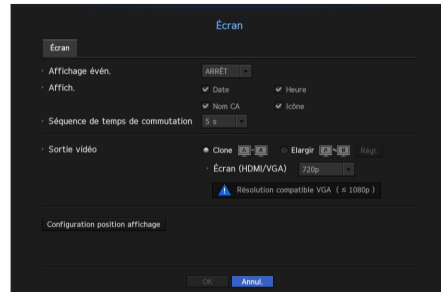 Écran
Écran
Affichage évén. ARRÊT
Affich. Date Heure
Nom CA Icône
Séquence de temps de commutation 5 s
Sortie vidéo Clone A A Elargir A B Régl.
Écran (HDMI/VGA) 720p
Résolution compatible VGA ( ≤ 1080p )
Configuration position affichage
OK Annul.